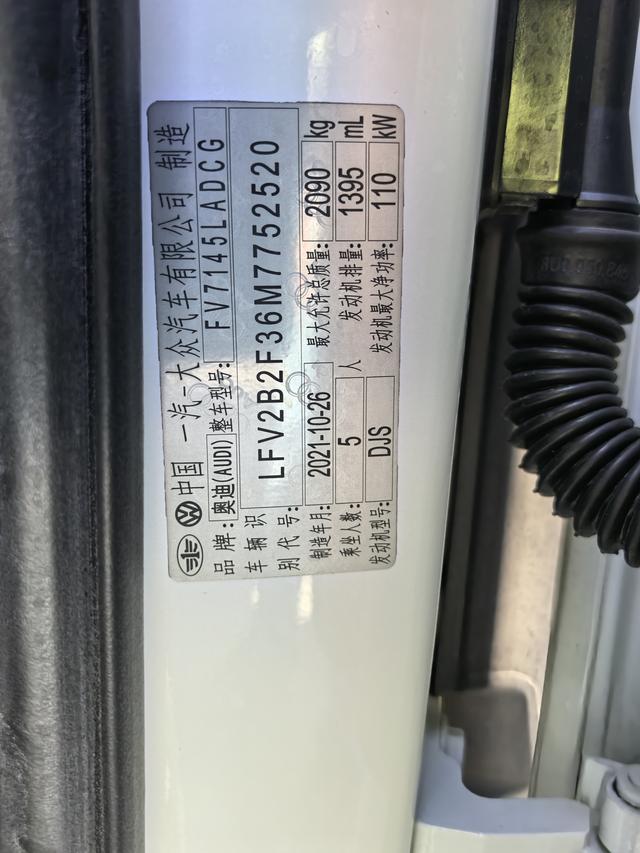 中国 一汽-大众汽车有限公司 制造
品牌: 奥迪(AUDI) 整车型号: FV7145LADCG
车辆识别代号: LFV2B2F36M7752520
制造年月: 2021-10-26 最大允许总质量: 2090 kg
乘坐人数: 5 人 发动机排量: 1395 mL
发动机型号: DJS 发动机最大净功率: 110 kW